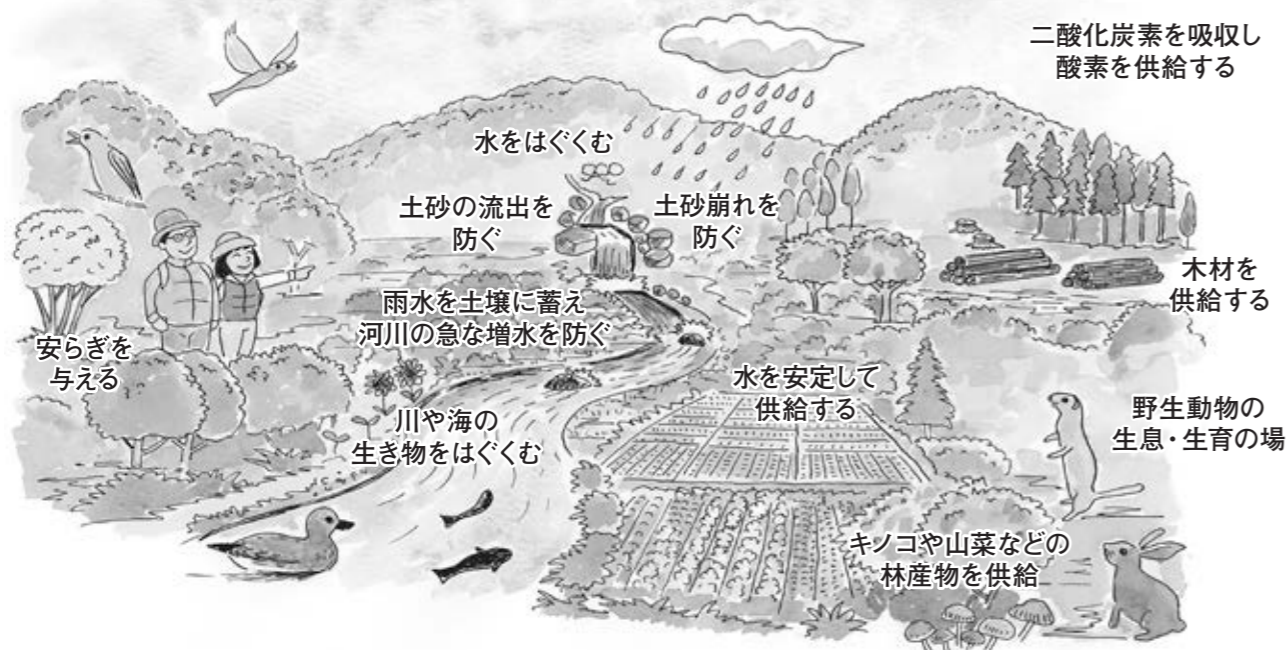 二酸化炭素を吸収し
酸素を供給する
水をはぐくむ
土砂の流出を
防ぐ
土砂崩れを
防ぐ
木材を
供給する
雨水を土壌に蓄え
河川の急な増水を防ぐ
安らぎを
与える
水を安定して
供給する
川や海の
生き物をはぐくむ
野生動物の
生息・生育の場
キノコや山菜などの
林産物を供給